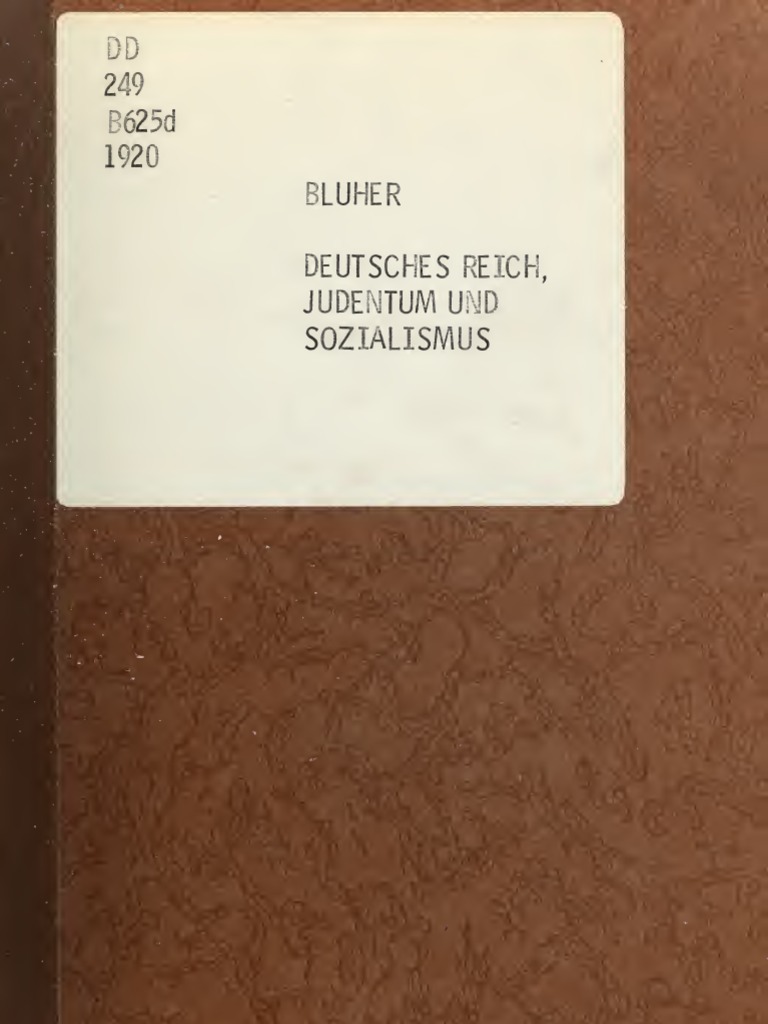 DD
249
B625d
1920
BLUHER
DEUTSCHES REICH,
JUDENTUM UND
SOZIALISMUS